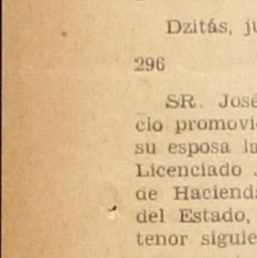 Dzitás, ju
296
SR. José
cio promovi
su esposa la
Licenciado J
de Hacienda
del Estado,
tenor siguie